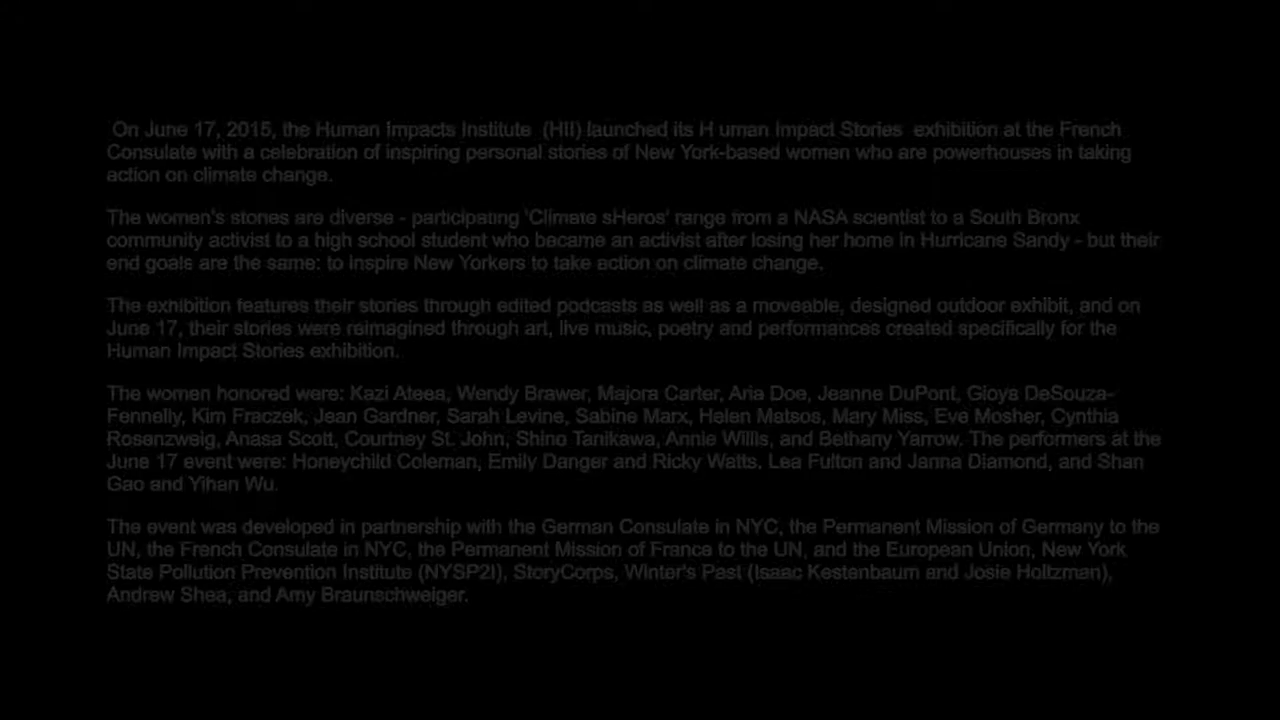 On June 17, 2015, the Human Impacts Institute (HII) launched its H uman Impact Stories exhibition at the French
Consulate with a celebration of inspiring personal stories of New York-based women who are powerhouses in taking
action on climate change.
The women's stories are diverse - participating 'Climate sHeros' range from a NASA scientist to a South Bronx
community activist to a high school student who became an activist after losing her home in Hurricane Sandy - but their
end goals are the same: to inspire New Yorkers to take action on climate change.
The exhibition features their stories through edited podcasts as well as a moveable, designed outdoor exhibit, and on
June 17, their stories were reimagined through art, live music, poetry and performances created specifically for the
Human Impact Stories exhibition.
The women honored were: Kazi Ateea, Wendy Brawer, Majora Carter, Aria Doe, Jeanne DuPont, Gioya DeSouza-
Fennelly, Kim Fraczek, Jean Gardner, Sarah Levine, Sabine Marx, Helen Matsos, Mary Miss, Eve Mosher, Cynthia
Rosenzweig, Anasa Scott, Courtney St. John, Shino Tanikawa, Annie Willis, and Bethany Yarrow. The performers at the
June 17 event were: Honeychild Coleman, Emily Danger and Ricky Watts, Lea Fulton and Janna Diamond, and Shan
Gao and Yihan Wu.
The event was developed in partnership with the German Consulate in NYC, the Permanent Mission of Germany to the
UN, the French Consulate in NYC, the Permanent Mission of France to the UN, and the European Union, New York
State Pollution Prevention Institute (NYSP2I), StoryCorps, Winter's Past (Isaac Kestenbaum and Josie Holtzman),
Andrew Shea, and Amy Braunschweiger.